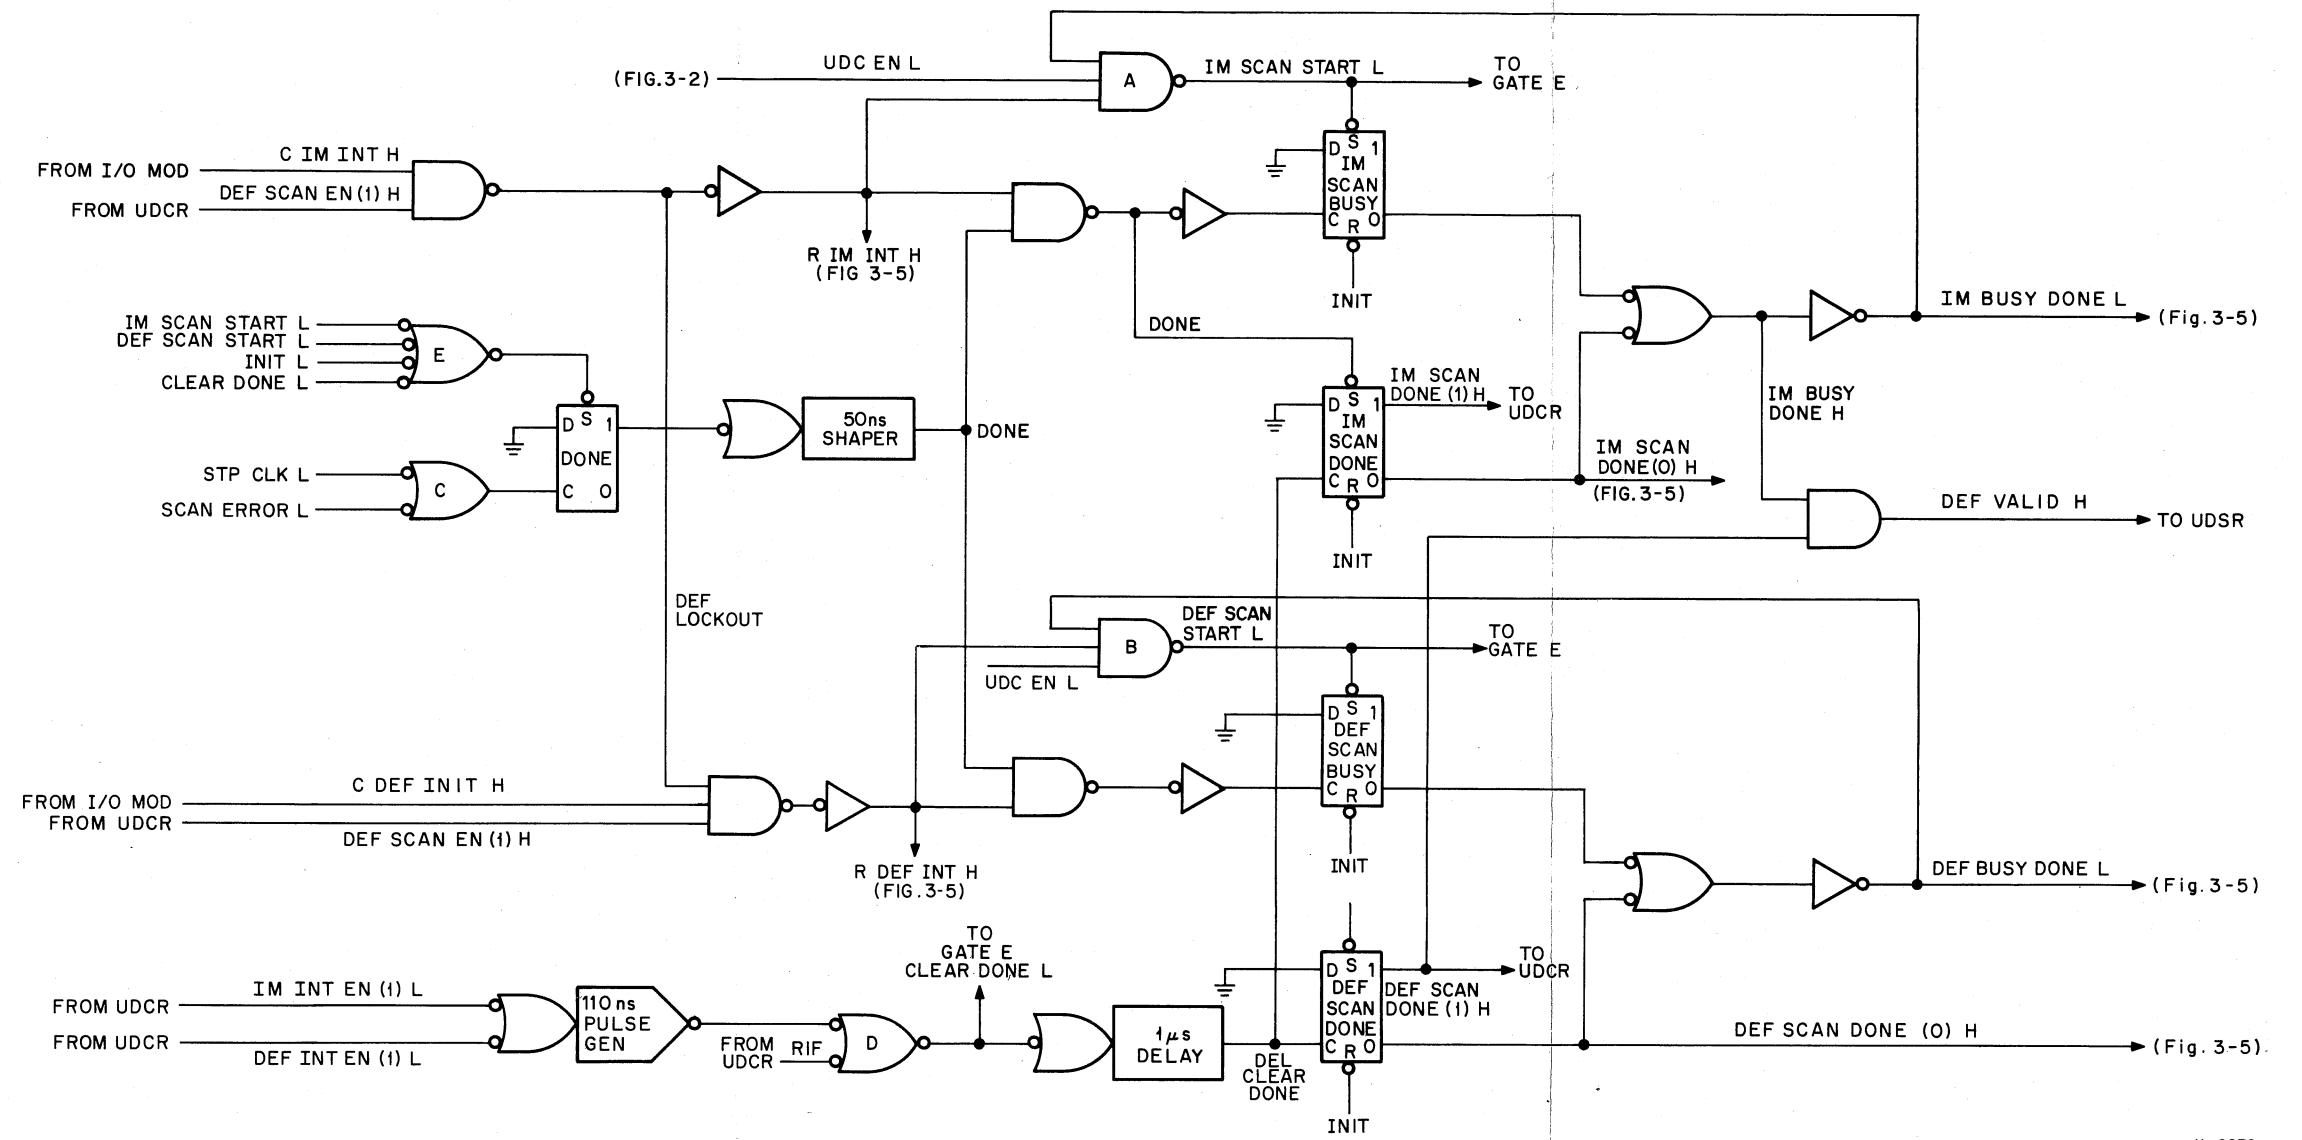 UDC EN L
(FIG.3-2)
A
IM SCAN START L
TO
GATE E
C IM INT H
FROM I/O MOD
DEF SCAN EN (1) H
FROM UDCR
R IM INT H
(FIG 3-5)
D S 1
IM
SCAN
BUSY
C R O
INIT
IM BUSY DONE L
(Fig. 3-5)
IM SCAN START L
DEF SCAN START L
INIT L
CLEAR DONE L
E
STP CLK L
SCAN ERROR L
C
D S 1
DONE
C O
50ns
SHAPER
DONE
DONE
D S 1
IM
SCAN
DONE
C R O
INIT
IM SCAN
DONE (1) H
TO
UDCR
IM SCAN
DONE (0) H
(FIG. 3-5)
IM BUSY
DONE H
DEF VALID H
TO UDSR
DEF
LOCKOUT
DEF SCAN
START L
B
UDC EN L
TO
GATE E
D S 1
DEF
SCAN
BUSY
C R O
INIT
C DEF INIT H
FROM I/O MOD
FROM UDCR
DEF SCAN EN (1) H
R DEF INT H
(FIG. 3-5)
DEF BUSY DONE L
(Fig. 3-5)
IM INT EN (1) L
FROM UDCR
FROM UDCR
DEF INT EN (1) L
110 ns
PULSE
GEN
FROM
UDCR
RIF
D
TO
GATE E
CLEAR DONE L
1µs
DELAY
DEL
CLEAR
DONE
D S 1
DEF
SCAN
DONE
C R O
INIT
TO
UDCR
DEF SCAN
DONE (1) H
DEF SCAN DONE (0) H
(Fig. 3-5)